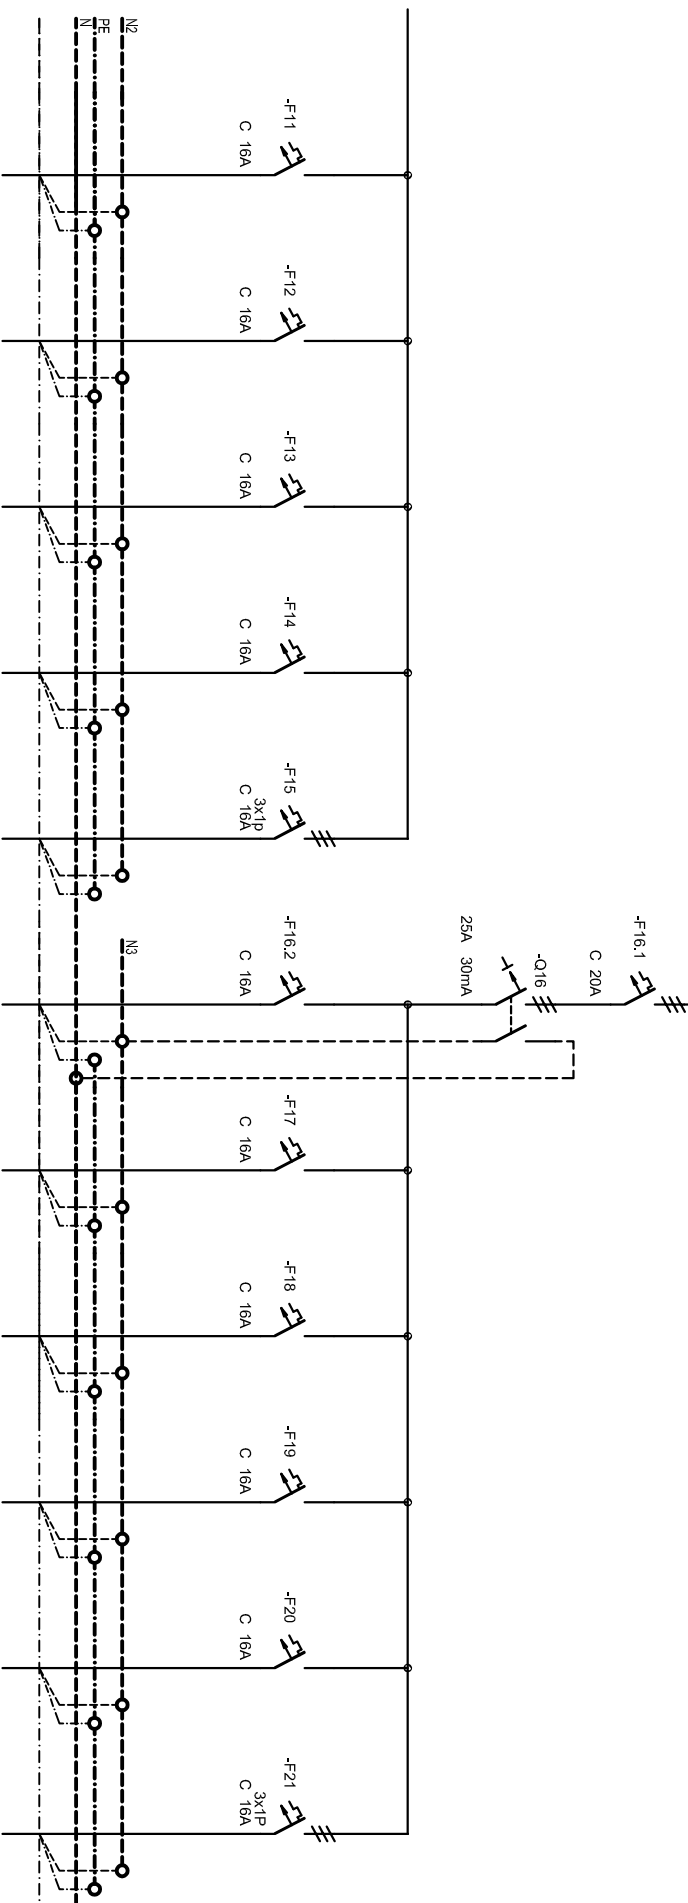 N2
PE
N
-F11
C 16A
-F12
C 16A
-F13
C 16A
-F14
C 16A
-F15
3x1p
C 16A
-F16.1
C 20A
-Q16
25A 30mA
N3
-F16.2
C 16A
-F17
C 16A
-F18
C 16A
-F19
C 16A
-F20
C 16A
-F21
3x1P
C 16A